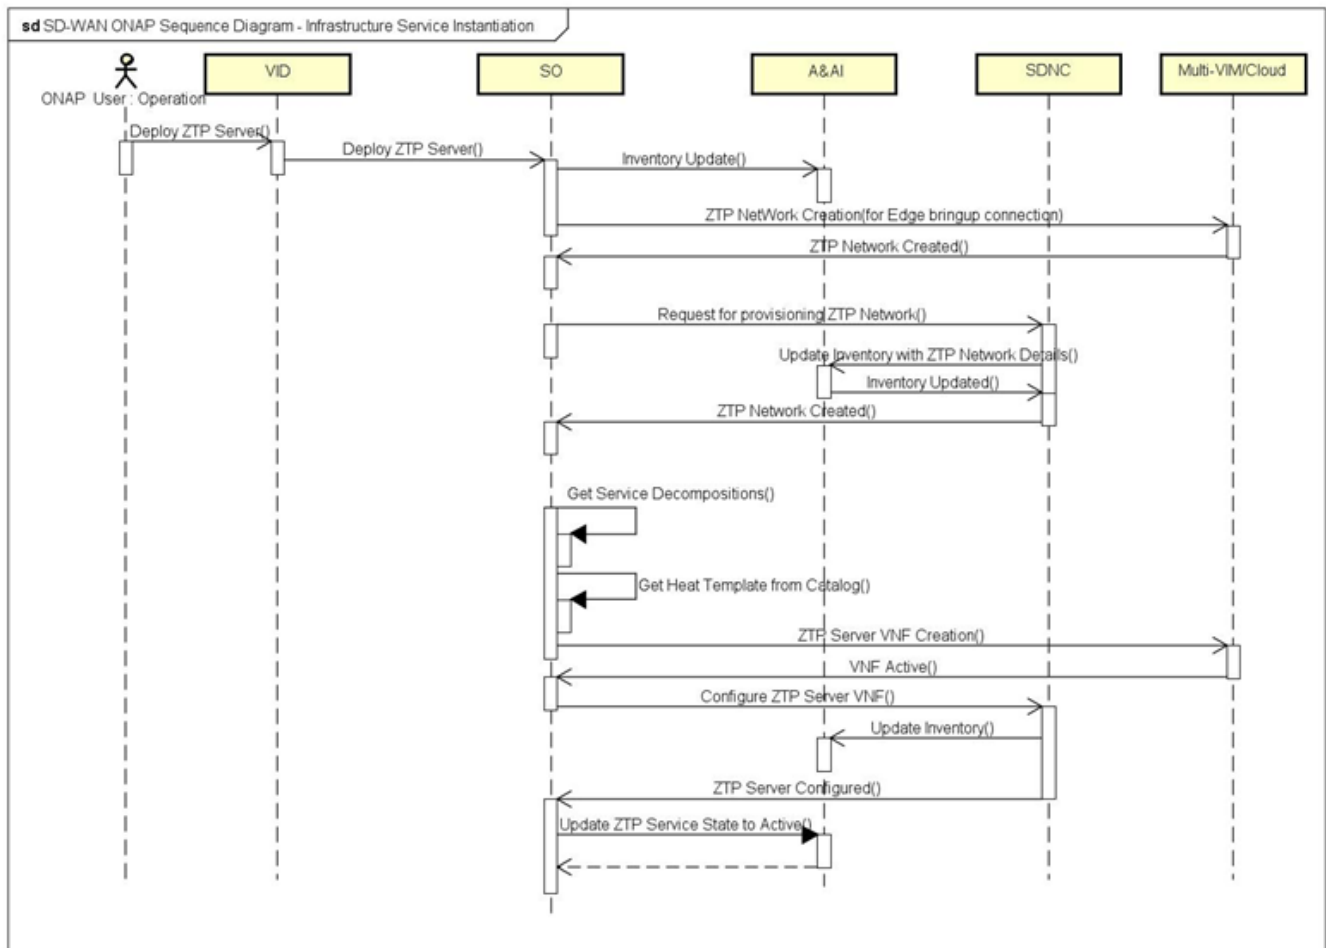 sd SD-WAN ONAP Sequence Diagram - Infrastructure Service Instantiation
ONAP User : Operation
VID
SO
A&AI
SDNC
Multi-VIM/Cloud
Deploy ZTP Server()
Deploy ZTP Server()
Inventory Update()
ZTP NetWork Creation(for Edge bringup connection)
ZTP Network Created()
Request for provisioning ZTP Network()
Update Inventory with ZTP Network Details()
Inventory Updated()
ZTP Network Created()
Get Service Decompositions()
Get Heat Template from Catalog()
ZTP Server VNF Creation()
VNF Active()
Configure ZTP Server VNF()
Update Inventory()
ZTP Server Configured()
Update ZTP Service State to Active()